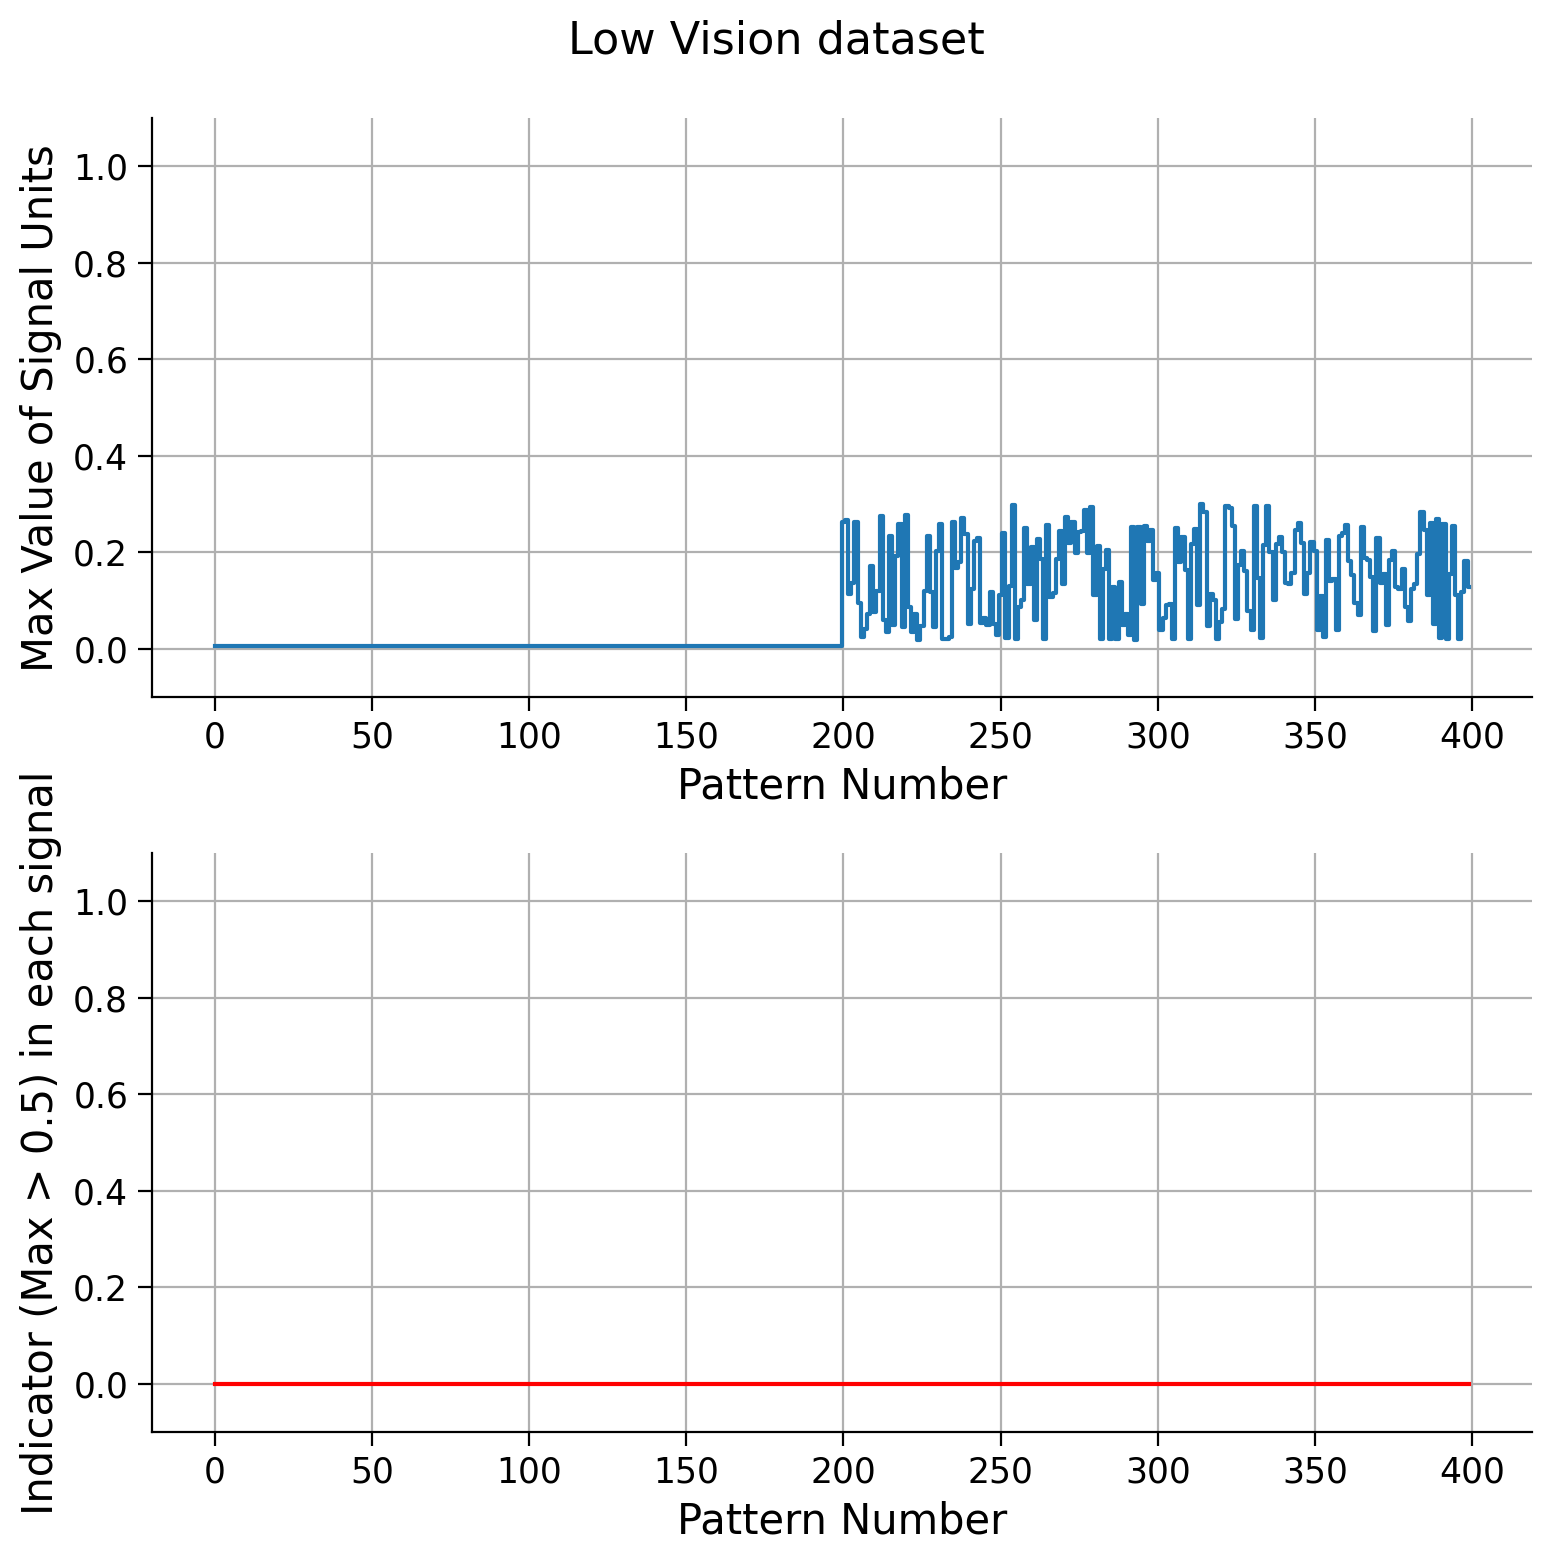 Low Vision dataset
Max Value of Signal Units
1.0
0.8
0.6
0.4
0.2
0.0
0 50 100 150 200 250 300 350 400
Pattern Number
Indicator (Max > 0.5) in each signal
1.0
0.8
0.6
0.4
0.2
0.0
0 50 100 150 200 250 300 350 400
Pattern Number